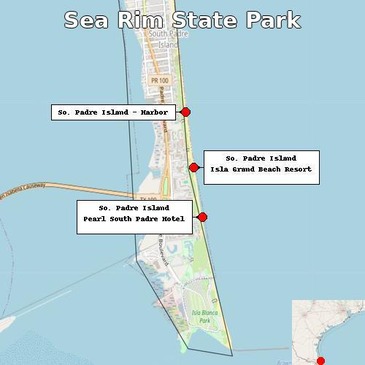 Sea Rim State Park
South Padre
Island
PR 100
So. Padre Island - Harbor
So. Padre Island
Isla Grand Beach Resort
So. Padre Island
Pearl South Padre Hotel
Isla Blanca
Park